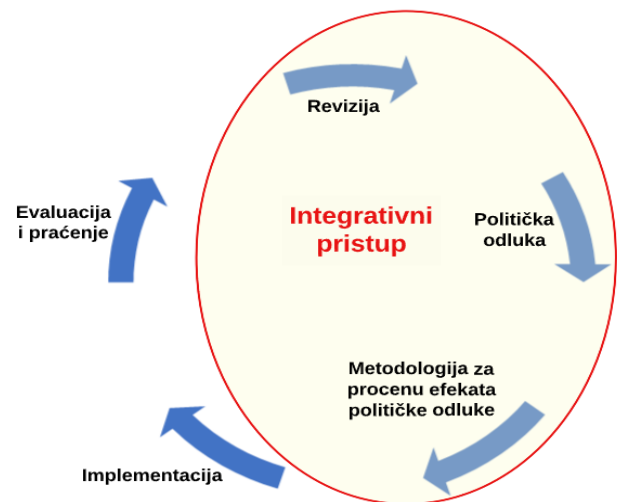 Revizija
Integrativni
pristup
Evaluacija
i praćenje
Politička
odluka
Metodologija za
procenu efekata
političke odluke
Implementacija